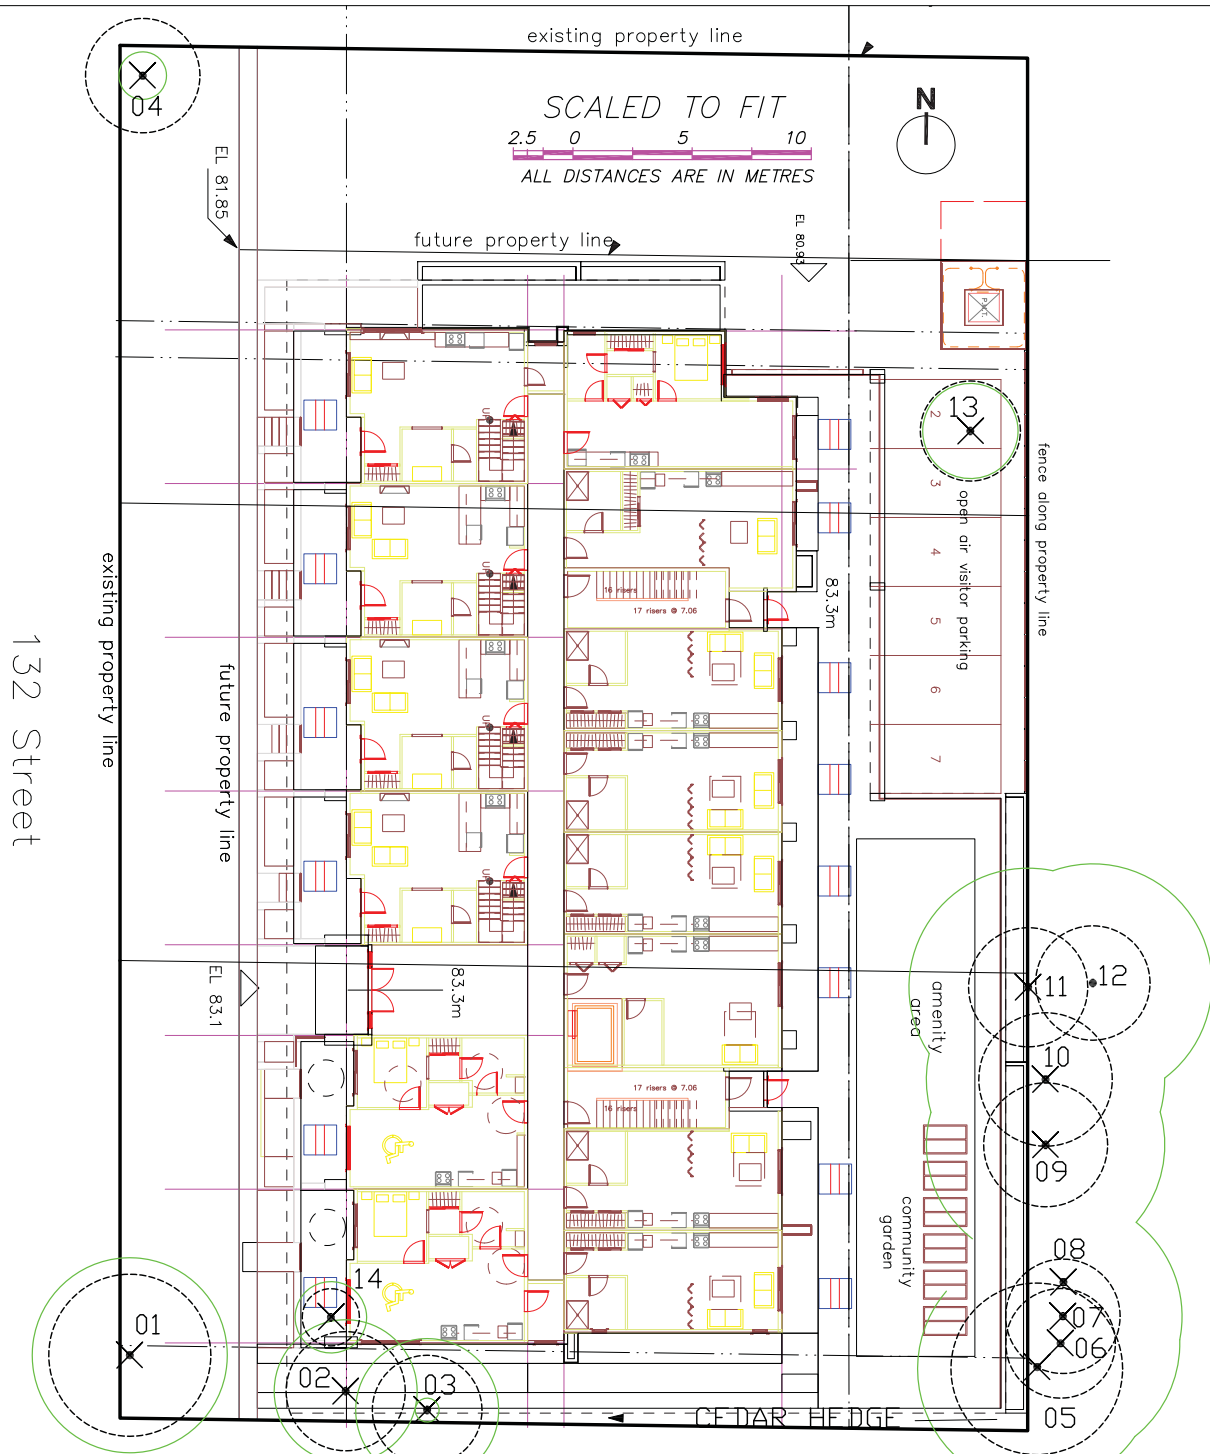 existing property line
SCALED TO FIT
N
2.5 0 5 10
ALL DISTANCES ARE IN METRES
04
EL 81.85
future property line
EL 80.93
P.M.T.
13
2
3
4
5
6
7
open air visitor parking
fence along property line
UP
16 risers
17 risers @ 7.06
83.3m
UP
existing property line
132 Street
future property line
UP
UP
EL 83.1
83.3m
amenity
area
11
12
10
17 risers @ 7.06
16 risers
09
community
garden
08
07
06
05
14
01
02
03
CEDAR HEDGE